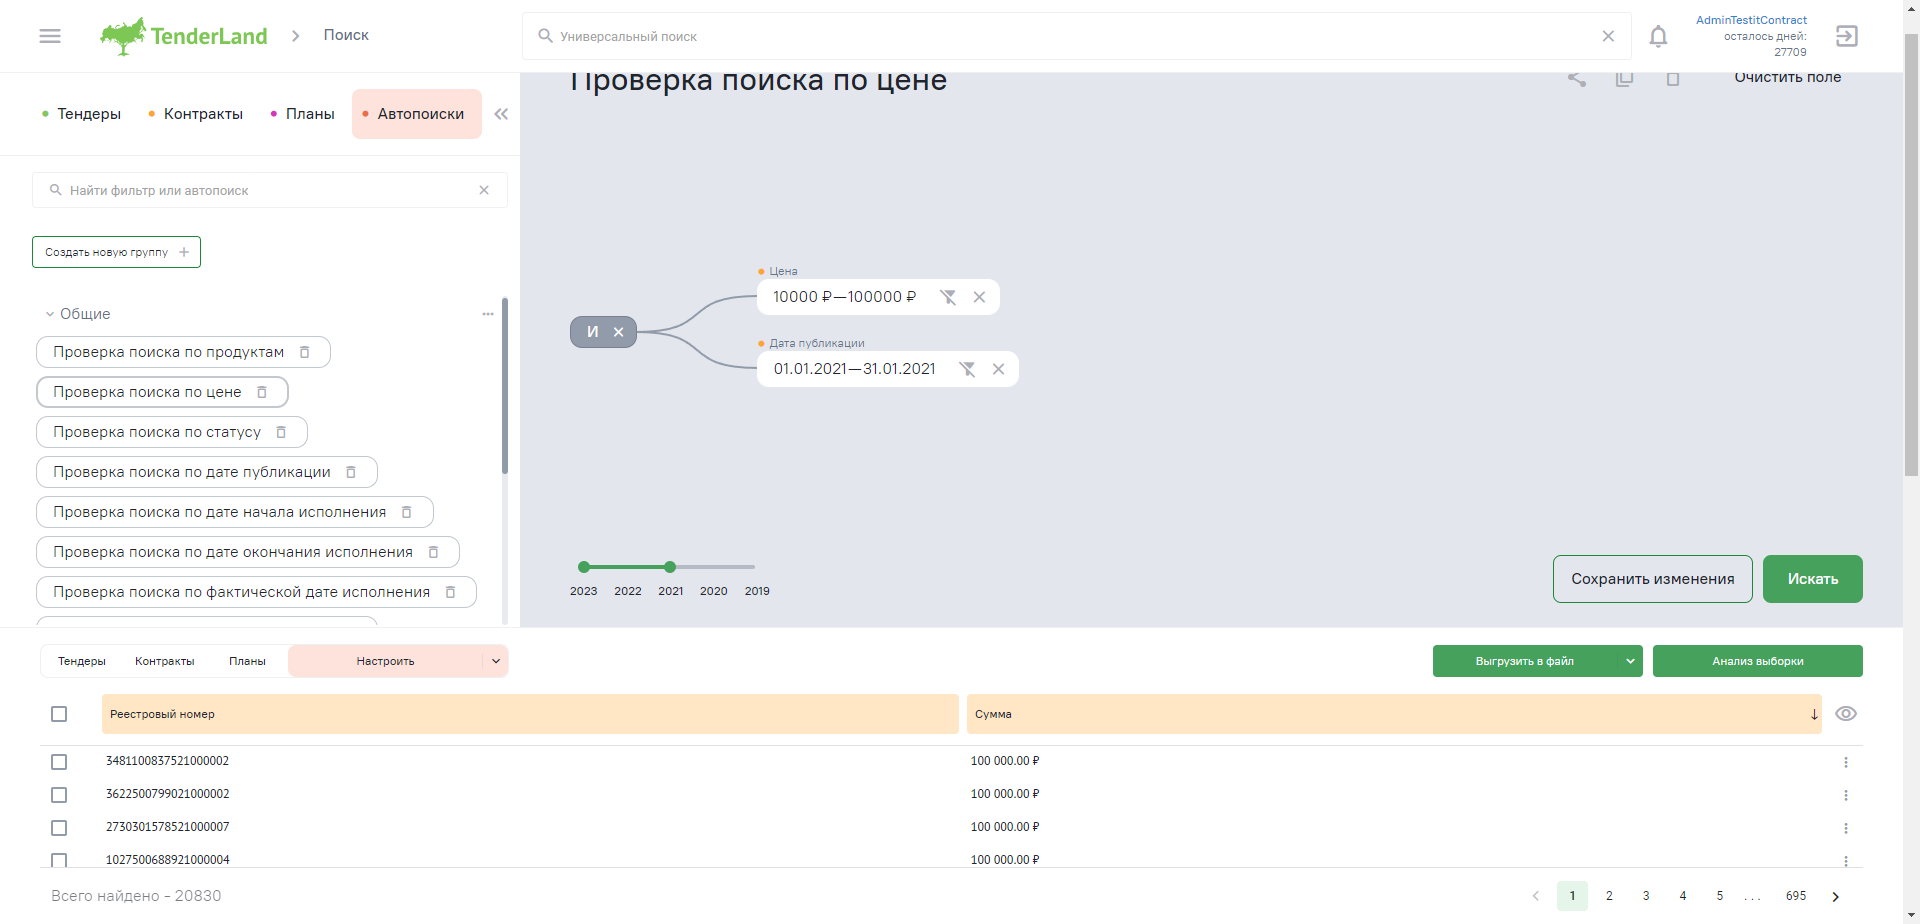 TenderLand
Поиск
Универсальный поиск
AdminTestitContract
осталось дней:
27709
Тендеры
Контракты
Планы
Автопоиски
Проверка поиска по цене
Очистить поле
Найти фильтр или автопоиск
Создать новую группу
Общие
Проверка поиска по продуктам
Проверка поиска по цене
Проверка поиска по статусу
Проверка поиска по дате публикации
Проверка поиска по дате начала исполнения
Проверка поиска по дате окончания исполнения
Проверка поиска по фактической дате исполнения
Цена
10000 ₽—100000 ₽
И
Дата публикации
01.01.2021—31.01.2021
2023 2022 2021 2020 2019
Сохранить изменения
Искать
Тендеры
Контракты
Планы
Настроить
Выгрузить в файл
Анализ выборки
Реестровый номер Сумма
3481100837521000002 100 000.00 ₽
3622500799021000002 100 000.00 ₽
2730301578521000007 100 000.00 ₽
1027500688921000004 100 000.00 ₽
Всего найдено - 20830
1 2 3 4 5 ... 695